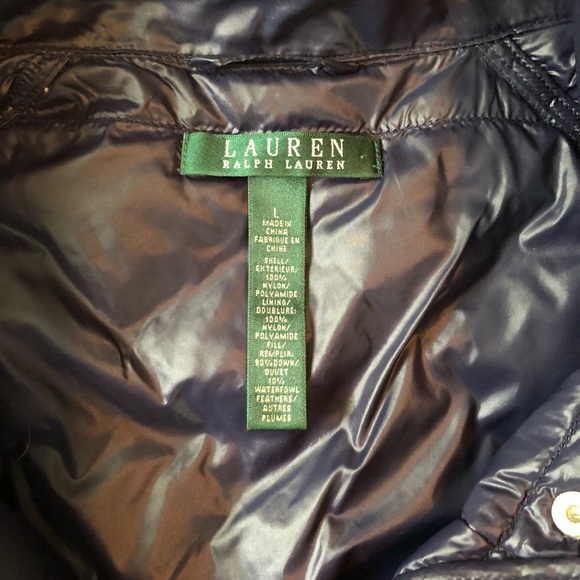 LAUREN
RALPH LAUREN
L
MADE IN
CHINA
FABRIQUE EN
CHINE
SHELL/
EXTERIEUR:
100%
NYLON/
POLYAMIDE
LINING/
DOUBLURE:
100%
NYLON/
POLYAMIDE
FILL/
REMPLIR:
90% DOWN/
DUVET
10%
WATERFOWL
FEATHERS/
AUTRES
PLUMES